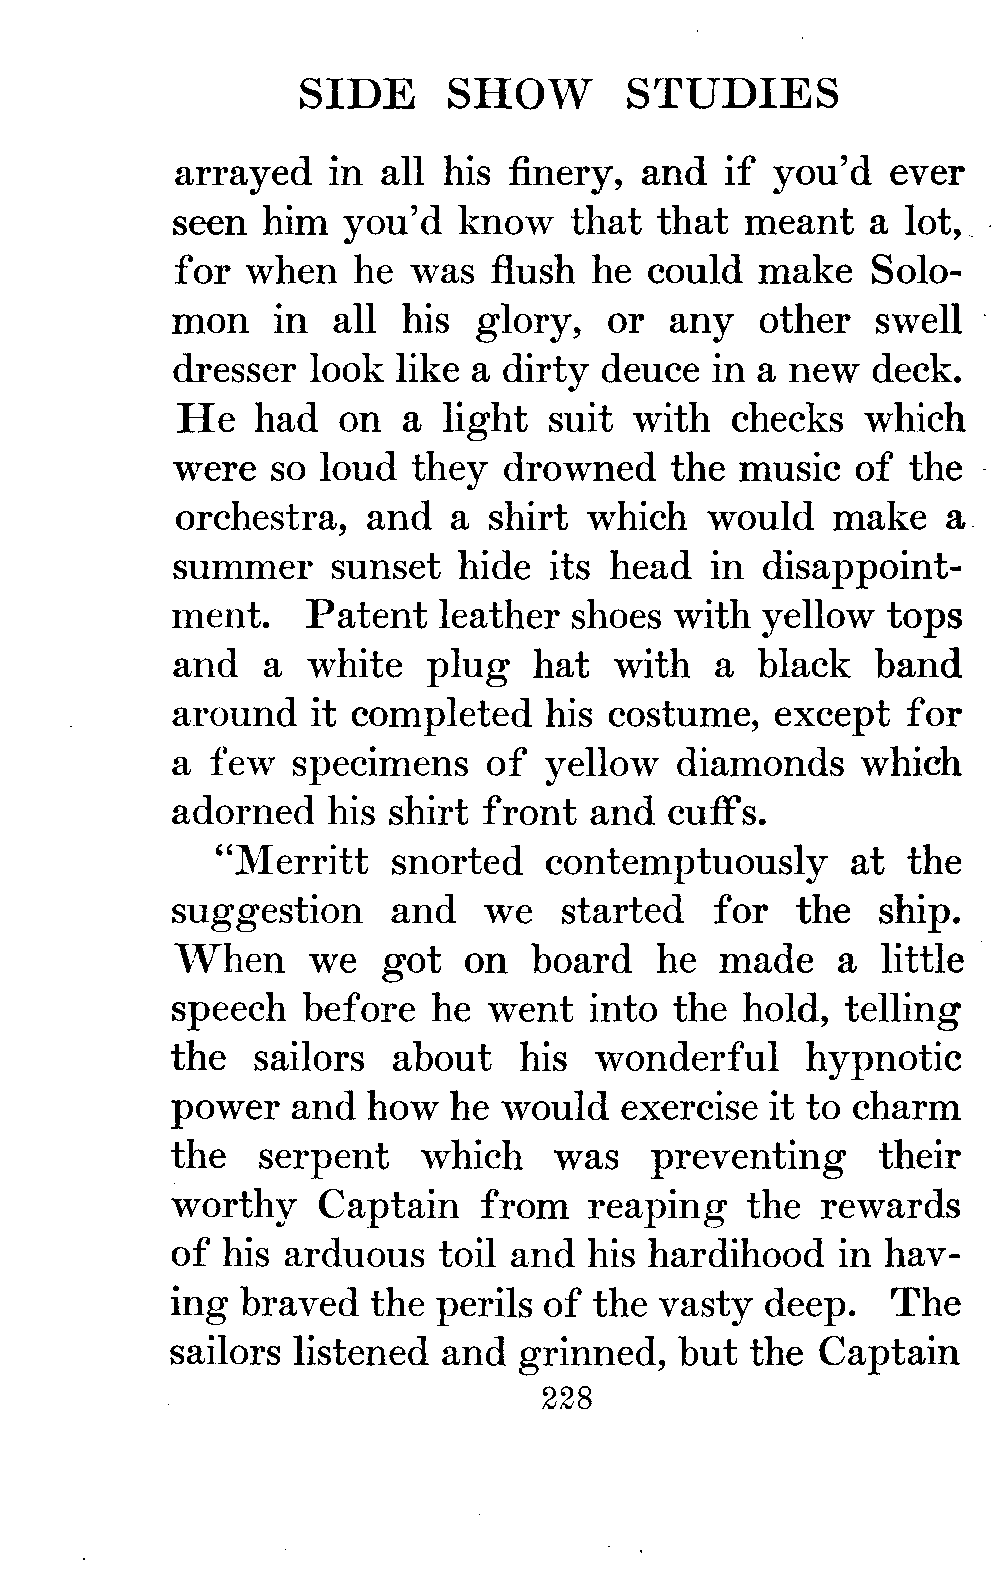 SIDE SHOW STUDIES
arrayed in all his finery, and if you'd ever
seen him you'd know that that meant a lot,
for when he was flush he could make Solo-
mon in all his glory, or any other swell
dresser look like a dirty deuce in a new deck.
He had on a light suit with checks which
were so loud they drowned the music of the
orchestra, and a shirt which would make a
summer sunset hide its head in disappoint-
ment. Patent leather shoes with yellow tops
and a white plug hat with a black band
around it completed his costume, except for
a few specimens of yellow diamonds which
adorned his shirt front and cuffs.
"Merritt snorted contemptuously at the
suggestion and we started for the ship.
When we got on board he made a little
speech before he went into the hold, telling
the sailors about his wonderful hypnotic
power and how he would exercise it to charm
the serpent which was preventing their
worthy Captain from reaping the rewards
of his arduous toil and his hardihood in hav-
ing braved the perils of the vasty deep. The
sailors listened and grinned, but the Captain
228